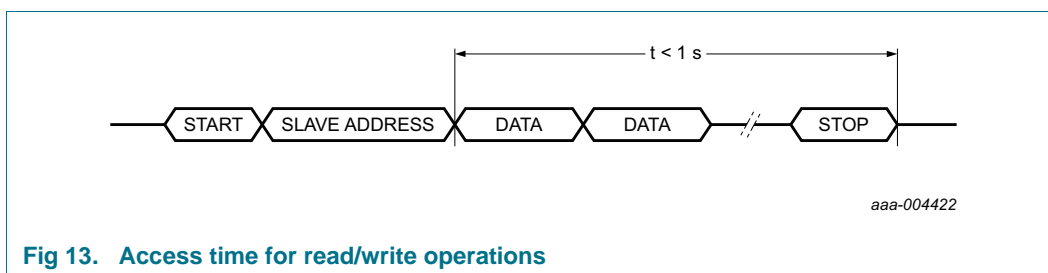 t < 1 s
START SLAVE ADDRESS DATA DATA STOP
aaa-004422
Fig 13. Access time for read/write operations